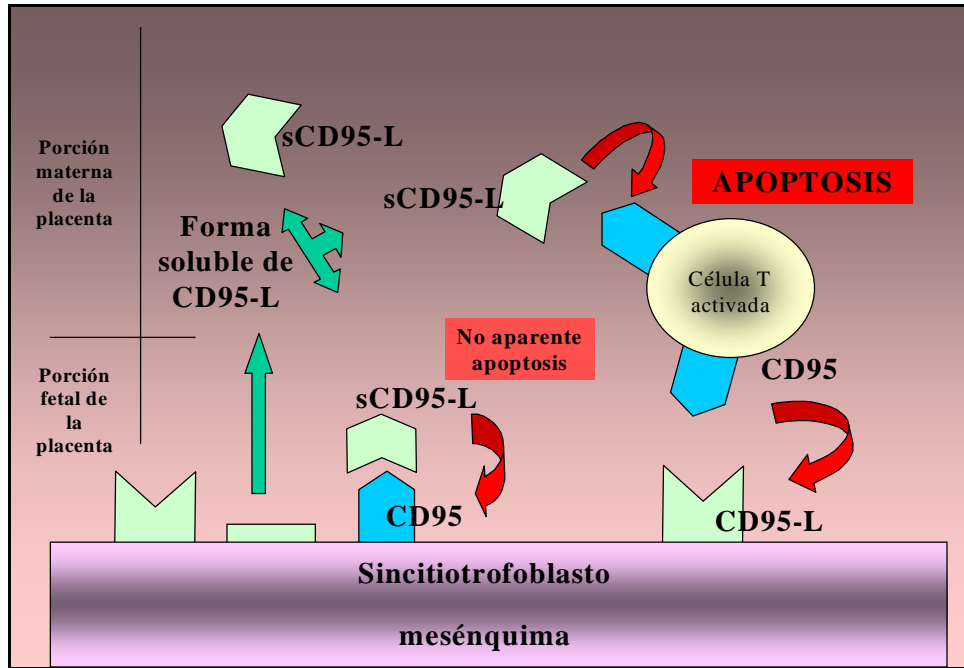 Porción
materna
de la
placenta
sCD95-L
Forma
soluble de
CD95-L
sCD95-L
APOPTOSIS
Célula T
activada
CD95
No aparente
apoptosis
Porción
fetal de
la
placenta
sCD95-L
CD95
CD95-L
Sincitiotrofoblasto
mesénquima